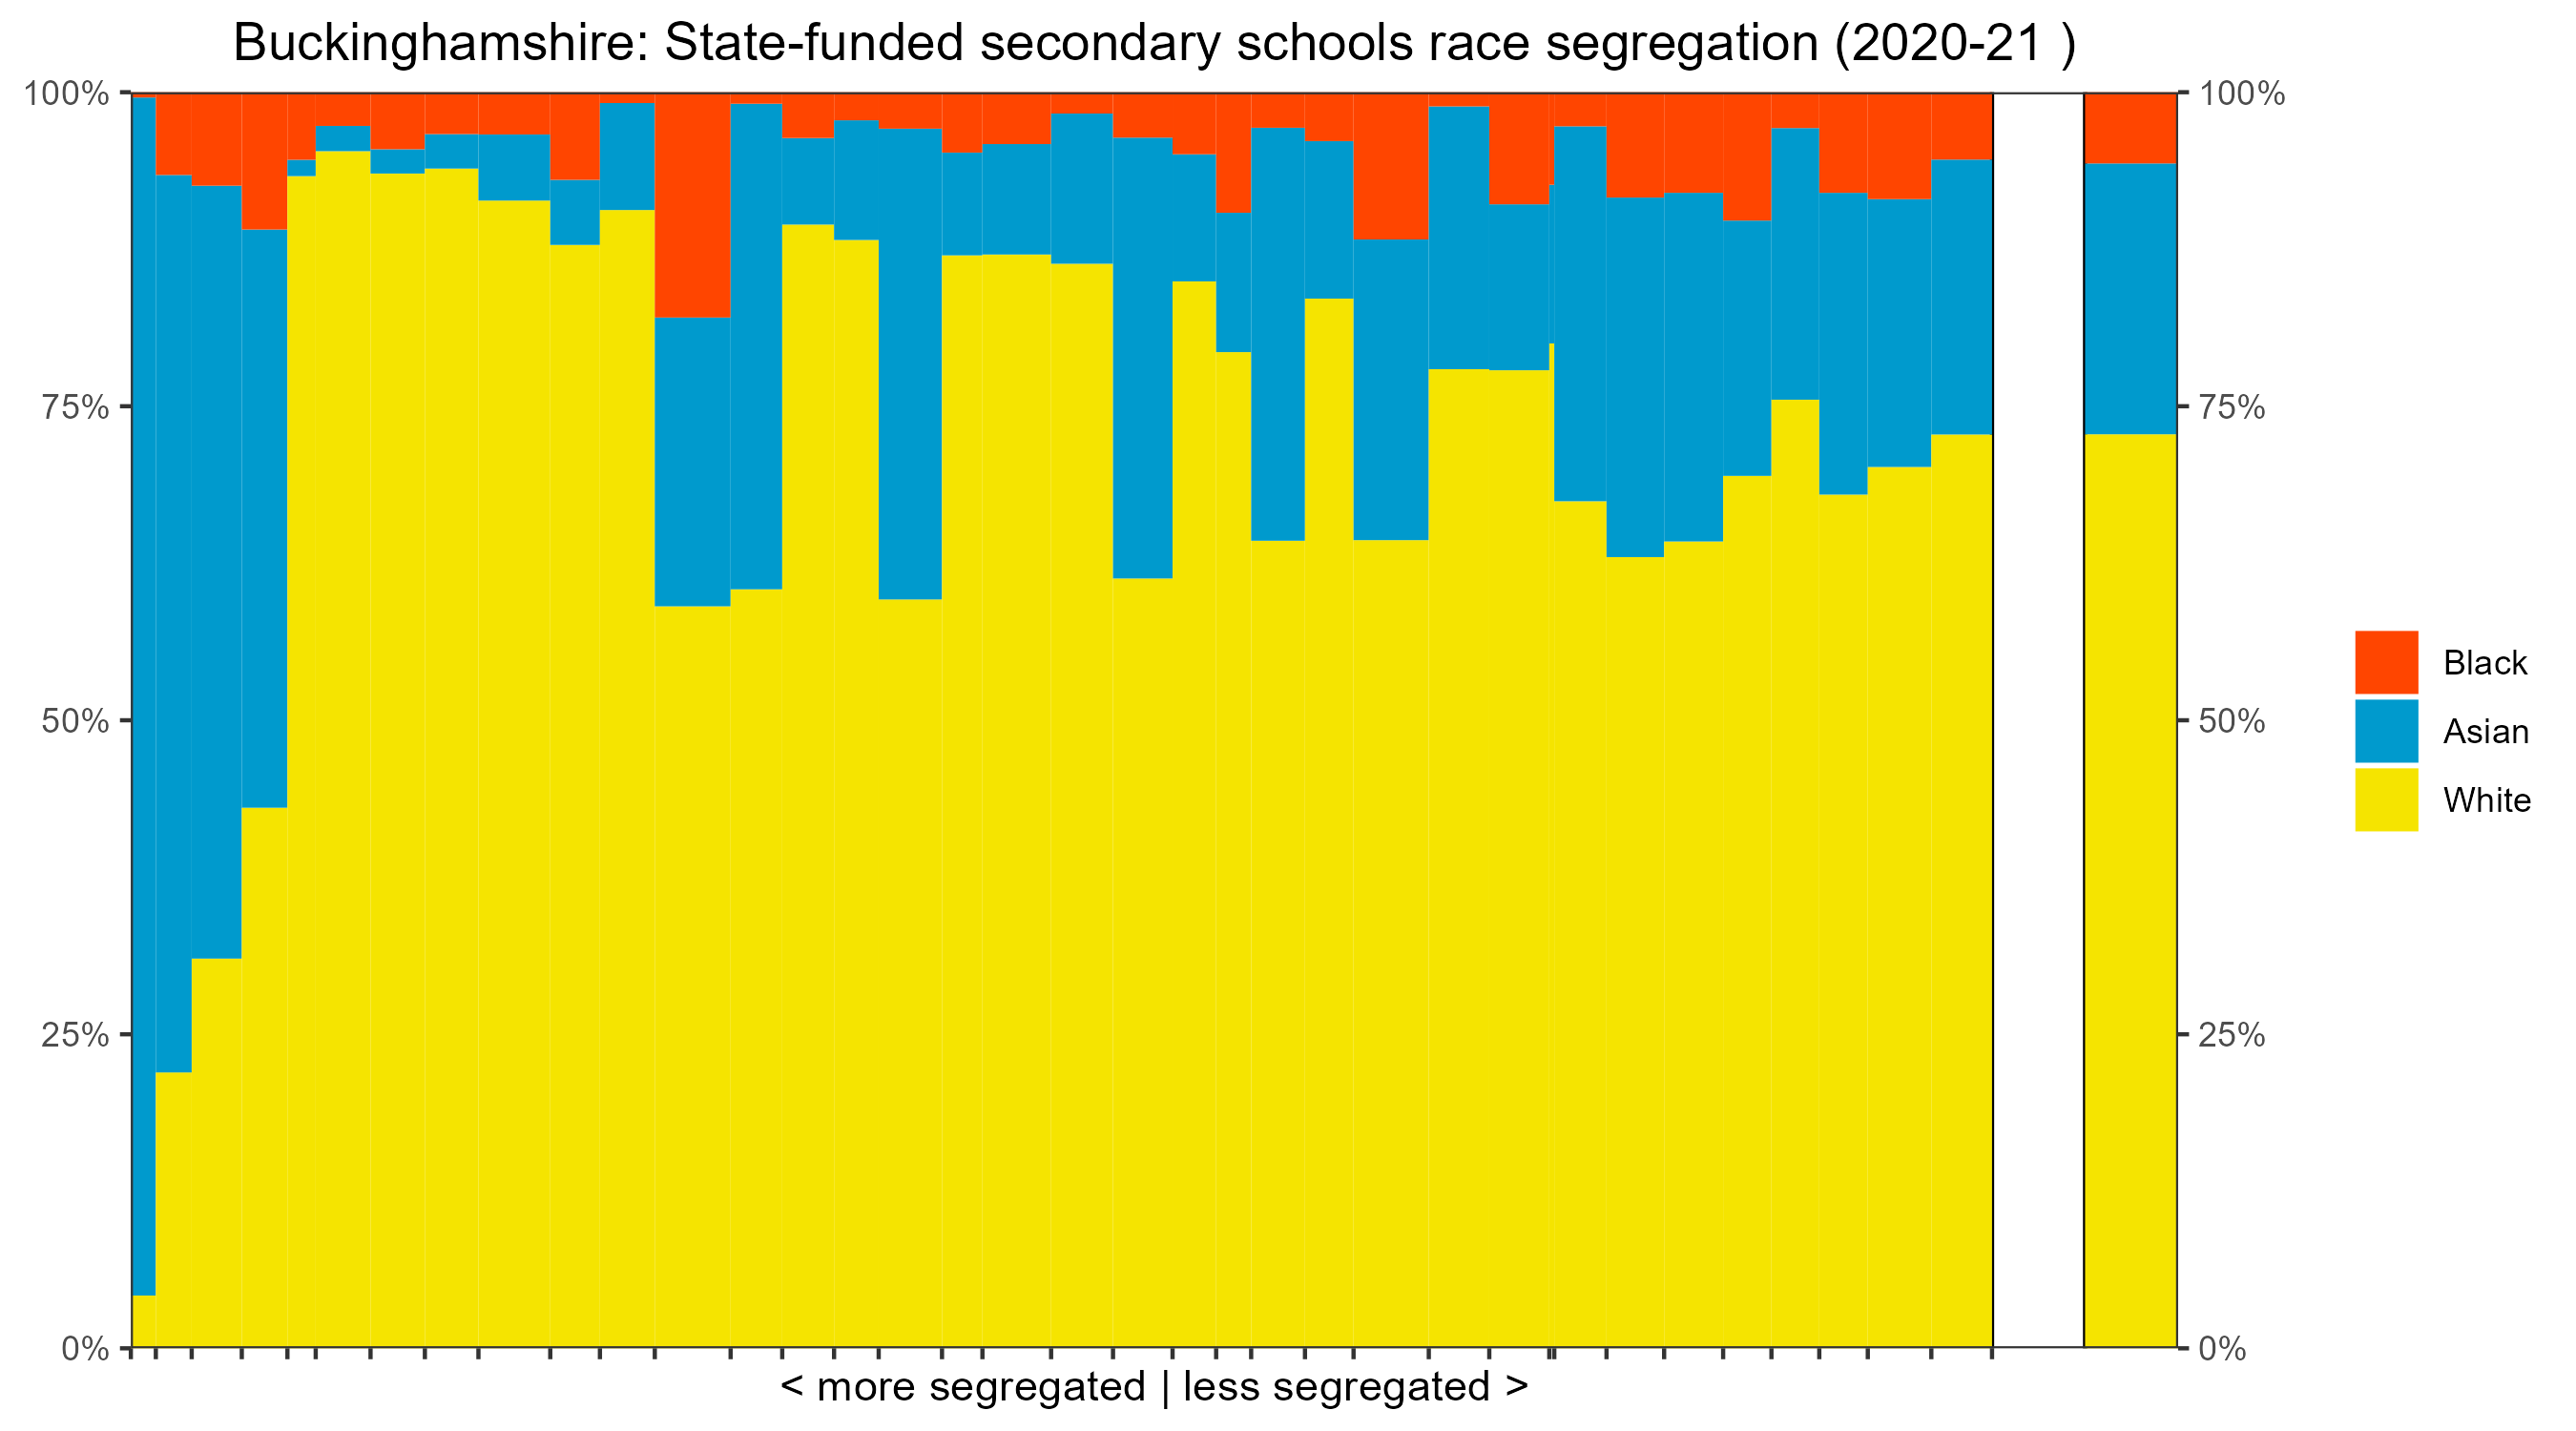 Buckinghamshire: State-funded secondary schools race segregation (2020-21 )
100%
75%
50%
25%
0%
100%
75%
50%
25%
0%
Black
Asian
White
< more segregated | less segregated >